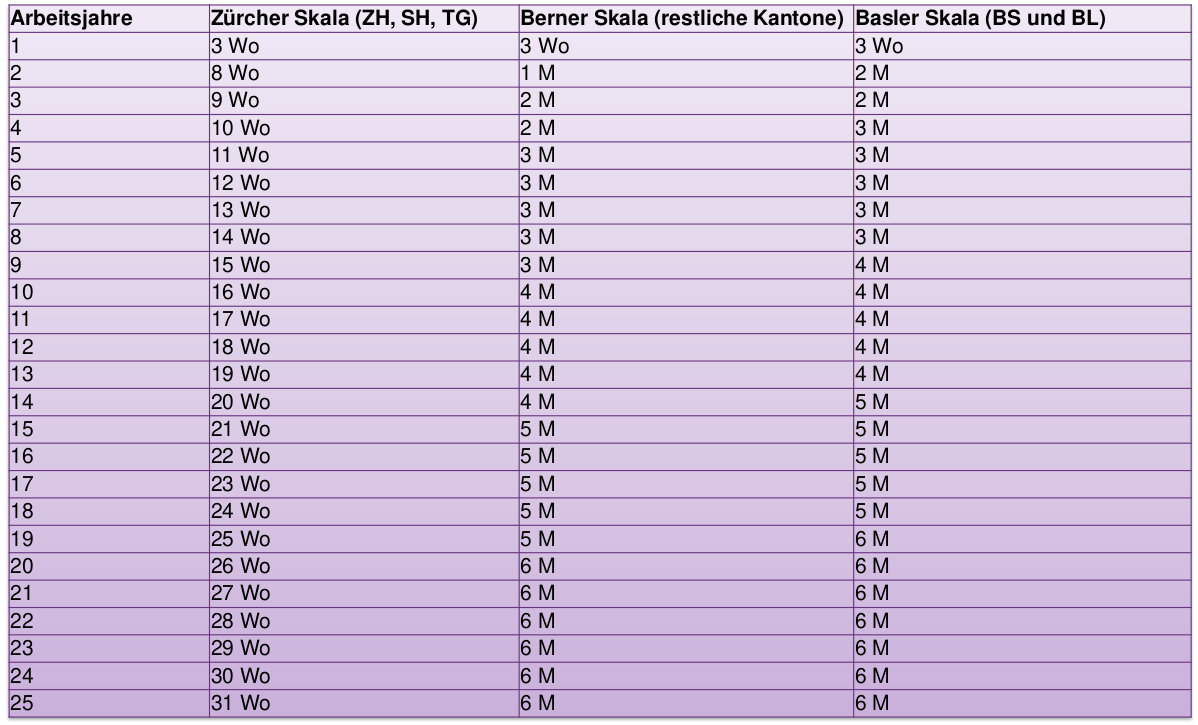 Arbeitsjahre Zürcher Skala (ZH, SH, TG) Berner Skala (restliche Kantone) Basler Skala (BS und BL)
1 3 Wo 3 Wo 3 Wo
2 8 Wo 1 M 2 M
3 9 Wo 2 M 2 M
4 10 Wo 2 M 3 M
5 11 Wo 3 M 3 M
6 12 Wo 3 M 3 M
7 13 Wo 3 M 3 M
8 14 Wo 3 M 3 M
9 15 Wo 3 M 4 M
10 16 Wo 4 M 4 M
11 17 Wo 4 M 4 M
12 18 Wo 4 M 4 M
13 19 Wo 4 M 4 M
14 20 Wo 4 M 5 M
15 21 Wo 5 M 5 M
16 22 Wo 5 M 5 M
17 23 Wo 5 M 5 M
18 24 Wo 5 M 5 M
19 25 Wo 5 M 6 M
20 26 Wo 6 M 6 M
21 27 Wo 6 M 6 M
22 28 Wo 6 M 6 M
23 29 Wo 6 M 6 M
24 30 Wo 6 M 6 M
25 31 Wo 6 M 6 M